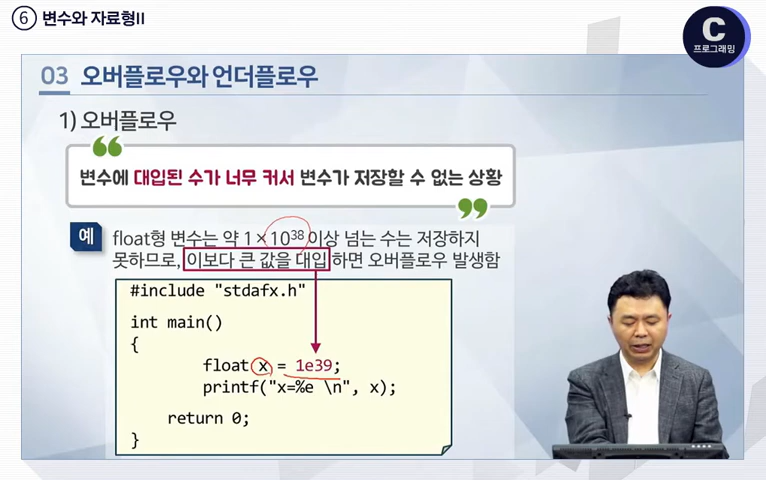 ⑥ 변수와 자료형II
C
프로그래밍
03 오버플로우와 언더플로우
1) 오버플로우
변수에 대입된 수가 너무 커서 변수가 저장할 수 없는 상황
예
float형 변수는 약 1×10³⁸ 이상 넘는 수는 저장하지
못하므로, 이보다 큰 값을 대입하면 오버플로우 발생함
#include "stdafx.h"
int main()
{
float x = 1e39;
printf("x=%e \n", x);
return 0;
}